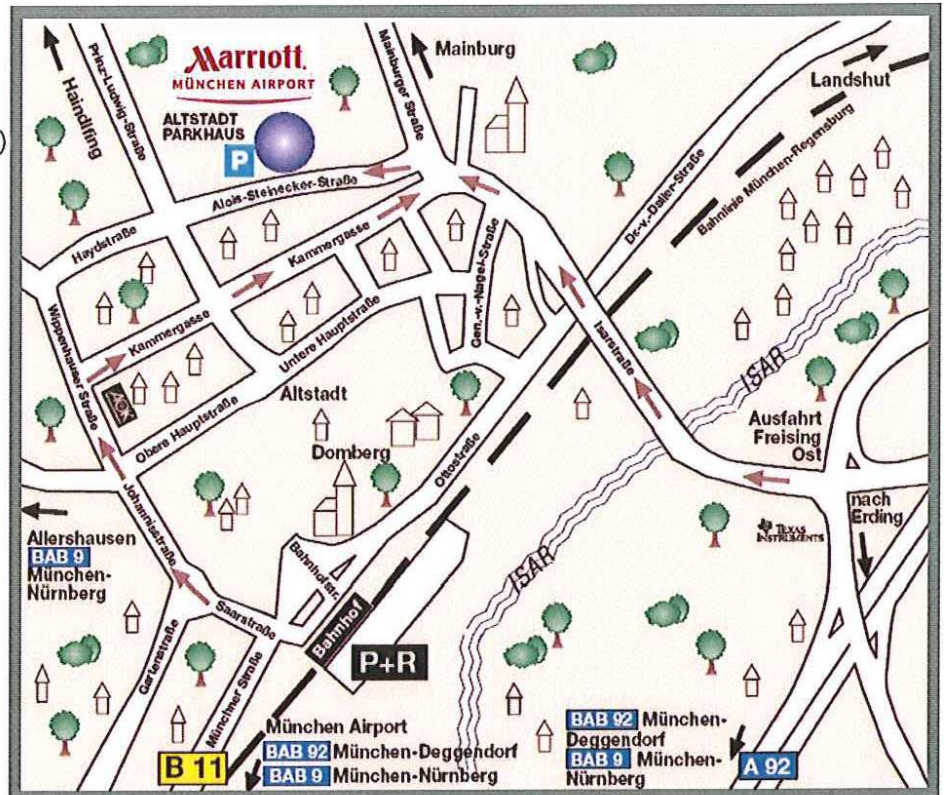 )
Haindlfing
Prinz-Ludwig-Straße
Marriott.
MÜNCHEN AIRPORT
ALTSTADT
PARKHAUS
P
Mainburger Straße
Mainburg
Landshut
Dr.-v.-Daller-Straße
Bahnlinie München-Regensburg
Alois-Steinecker-Straße
Haydstraße
Kammergasse
Kammergasse
Gen.-v.-Nagel-Straße
Wippenhauser Straße
Untere Hauptstraße
Obere Hauptstraße
Isarstraße
ISAR
Altstadt
Domberg
Ottostraße
Ausfahrt
Freising
Ost
nach
Erding
TEXAS
INSTRUMENTS
Allershausen
BAB 9
München-
Nürnberg
Johannisstraße
ISAR
Bahnhofstr.
Saarstraße
Bahnhof
P+R
Gartenstraße
Münchner Straße
B 11
München Airport
BAB 92 München-Deggendorf
BAB 9 München-Nürnberg
BAB 92 München-
Deggendorf
BAB 9 München-
Nürnberg
A 92